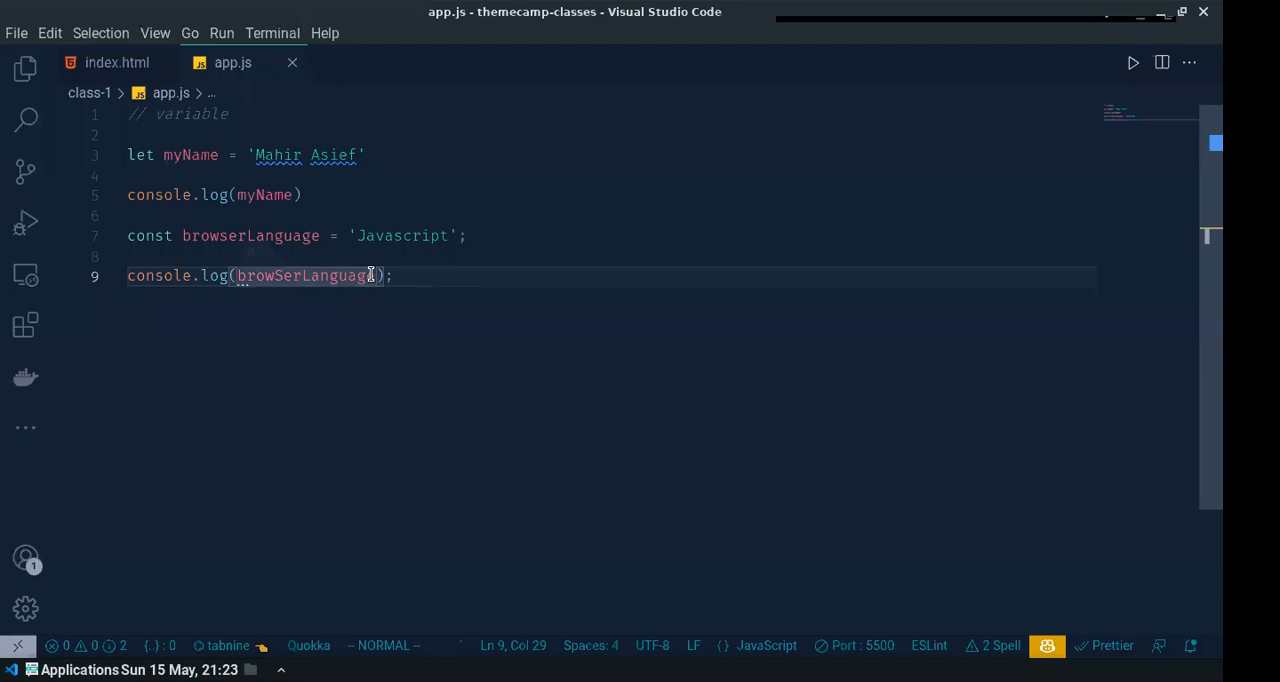 app.js - themecamp-classes - Visual Studio Code
File Edit Selection View Go Run Terminal Help
index.html app.js
class-1 > app.js > ...
1 // variable
2
3 let myName = 'Mahir Asief'
4
5 console.log(myName)
6
7 const browserLanguage = 'Javascript';
8
9 console.log(browSerLanguage);
1
0 0 2 {..} : 0 tabnine Quokka -- NORMAL -- Ln 9, Col 29 Spaces: 4 UTF-8 LF {} JavaScript Port : 5500 ESLint 2 Spell Prettier
Applications Sun 15 May, 21:23